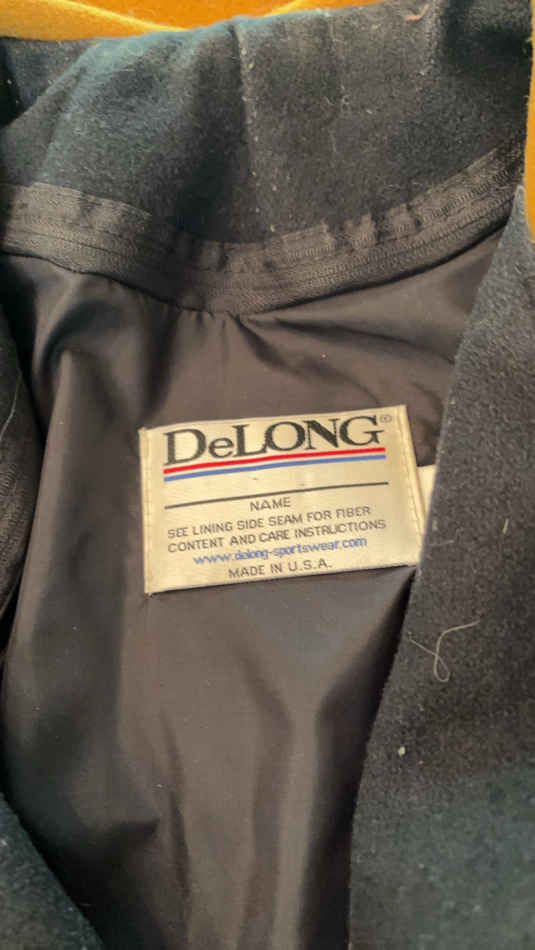 DeLONG®
NAME
SEE LINING SIDE SEAM FOR FIBER
CONTENT AND CARE INSTRUCTIONS
www.delong-sportswear.com
MADE IN U.S.A.